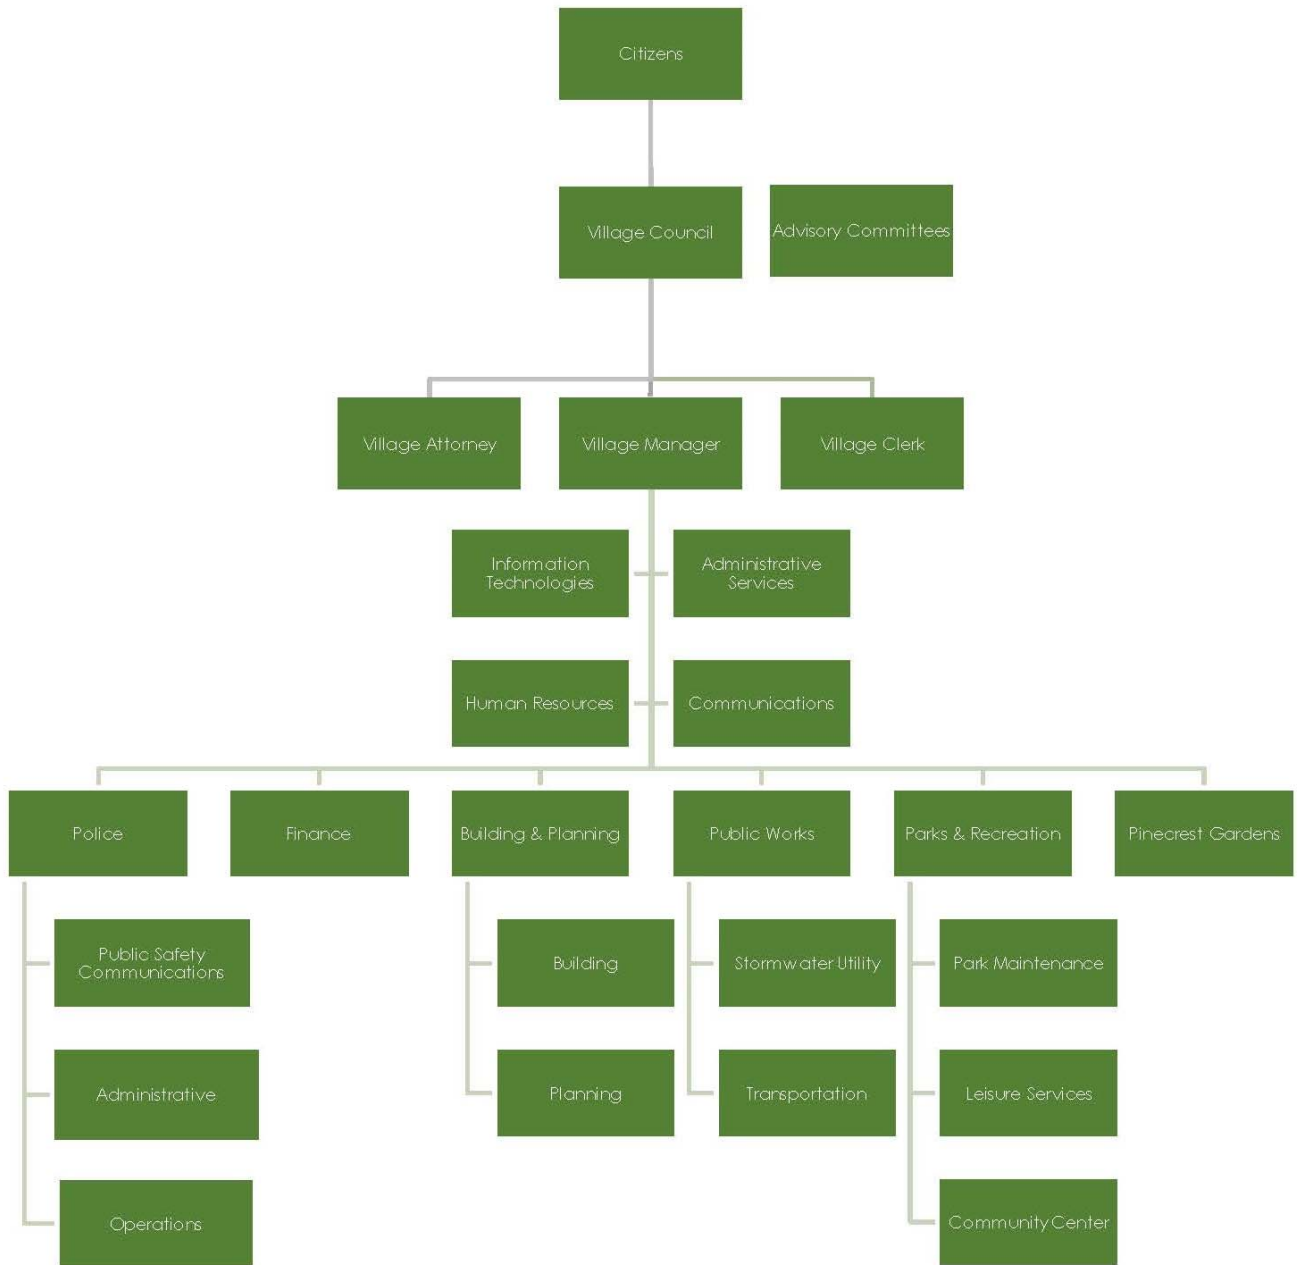 Citizens
Village Council
Advisory Committees
Village Attorney
Village Manager
Village Clerk
Information
Technologies
Administrative
Services
Human Resources
Communications
Police
Finance
Building & Planning
Public Works
Parks & Recreation
Pinecrest Gardens
Public Safety
Communications
Building
Stormwater Utility
Park Maintenance
Administrative
Planning
Transportation
Leisure Services
Operations
Community Center